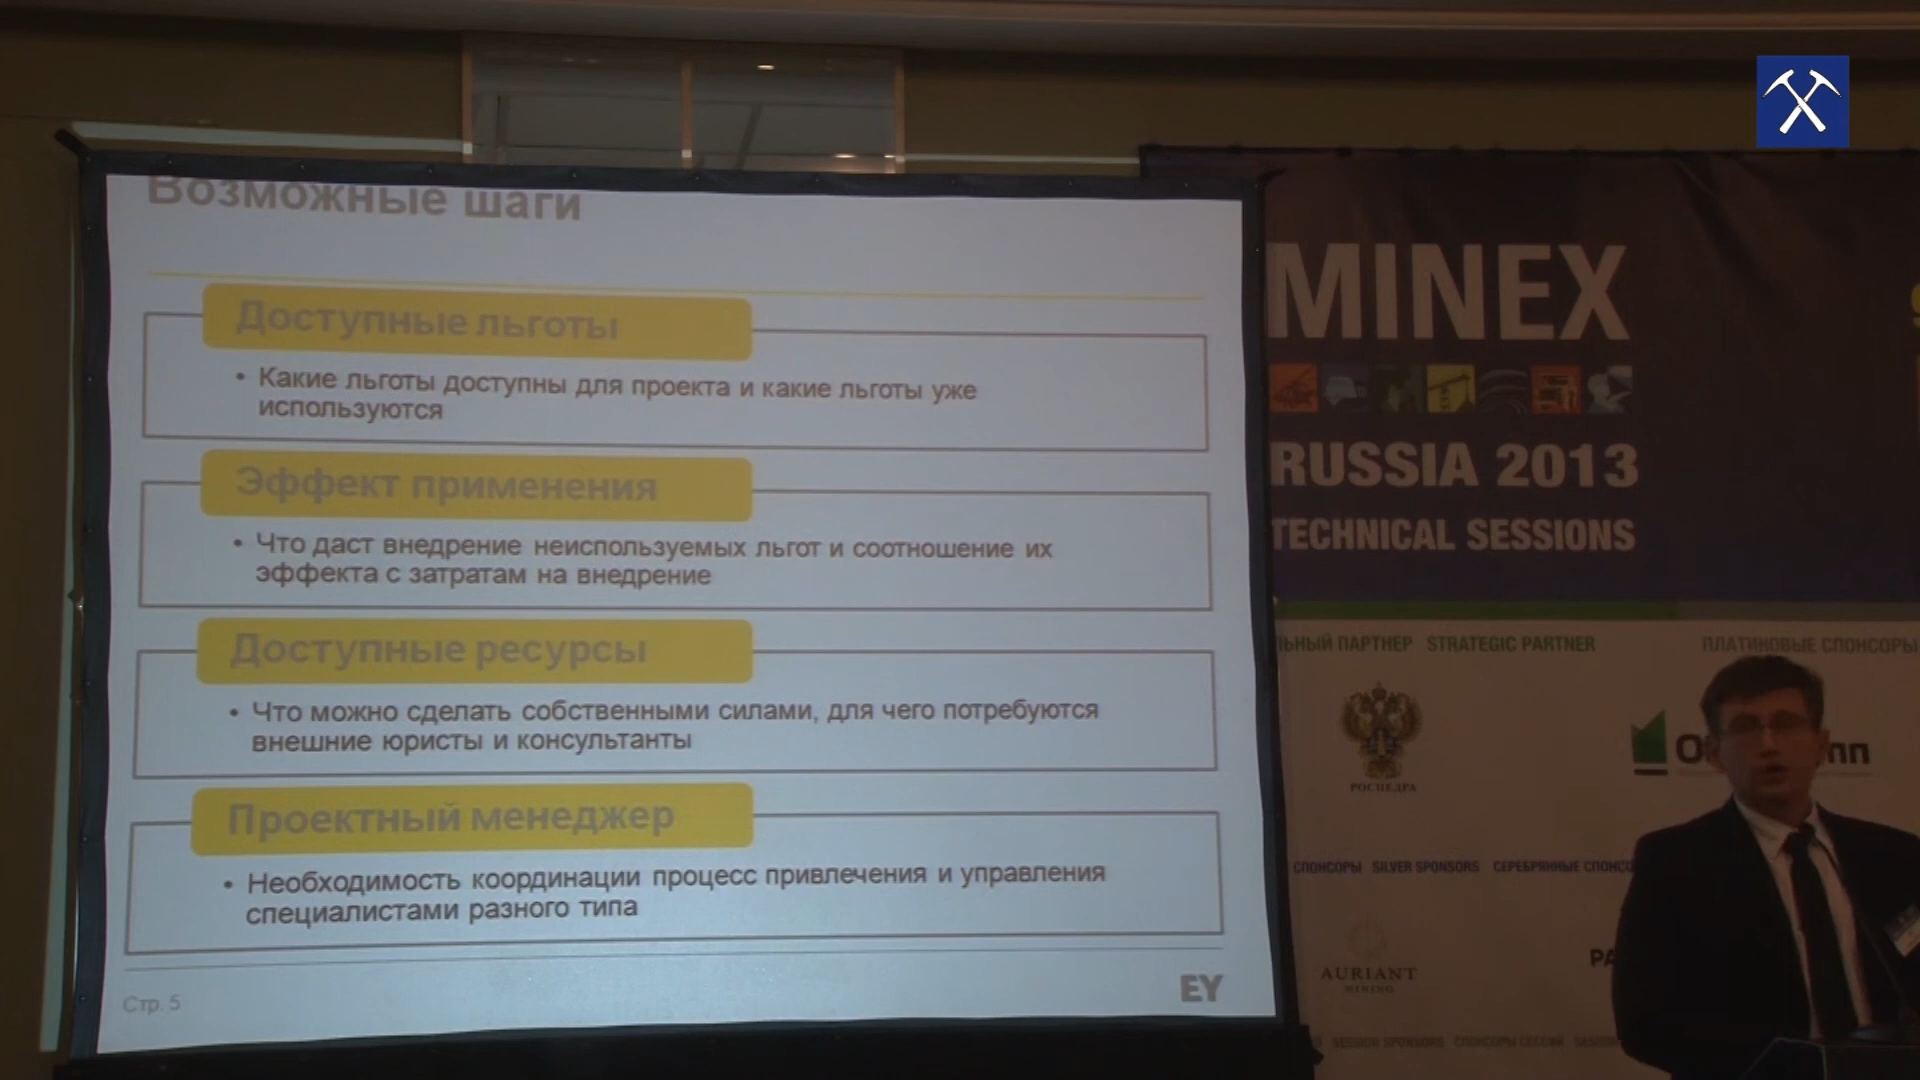 Возможные шаги
Доступные льготы
• Какие льготы доступны для проекта и какие льготы уже
используются
Эффект применения
• Что даст внедрение неиспользуемых льгот и соотношение их
эффекта с затратам на внедрение
Доступные ресурсы
• Что можно сделать собственными силами, для чего потребуются
внешние юристы и консультанты
Проектный менеджер
• Необходимость координации процесс привлечения и управления
специалистами разного типа
Стр. 5
EY
MINEX
RUSSIA 2013
TECHNICAL SESSIONS
ПАРТНЕР STRATEGIC PARTNER
ПЛАТИНОВЫЕ СПОНСОРЫ
РОСНЕДРА
СПОНСОРЫ SILVER SPONSORS СЕРЕБРЯНЫЕ
AURIANT
MINING
SESSION SPONSORS СПОНСОРЫ СЕССИЙ